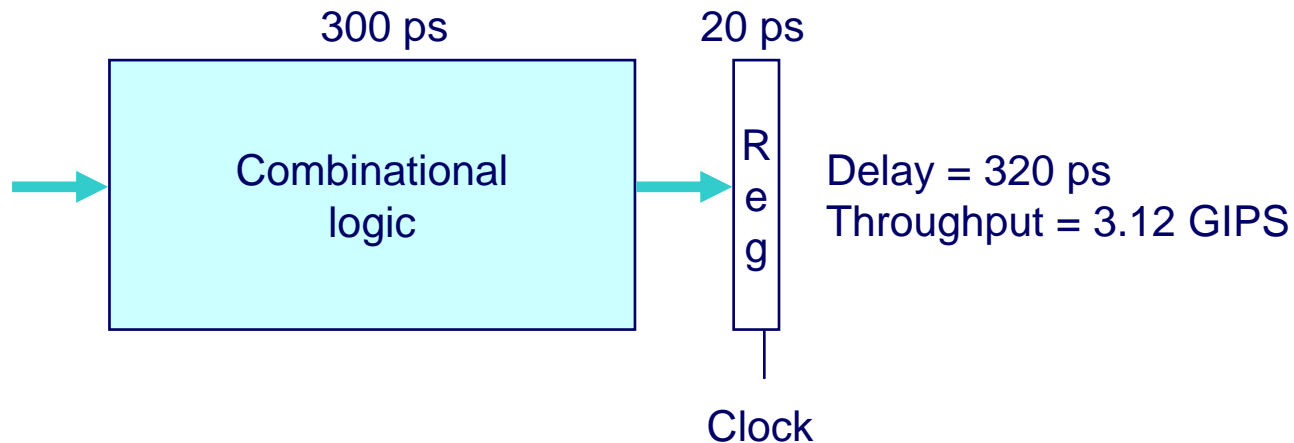 300 ps
20 ps
Combinational
logic
R
e
g
Delay = 320 ps
Throughput = 3.12 GIPS
Clock